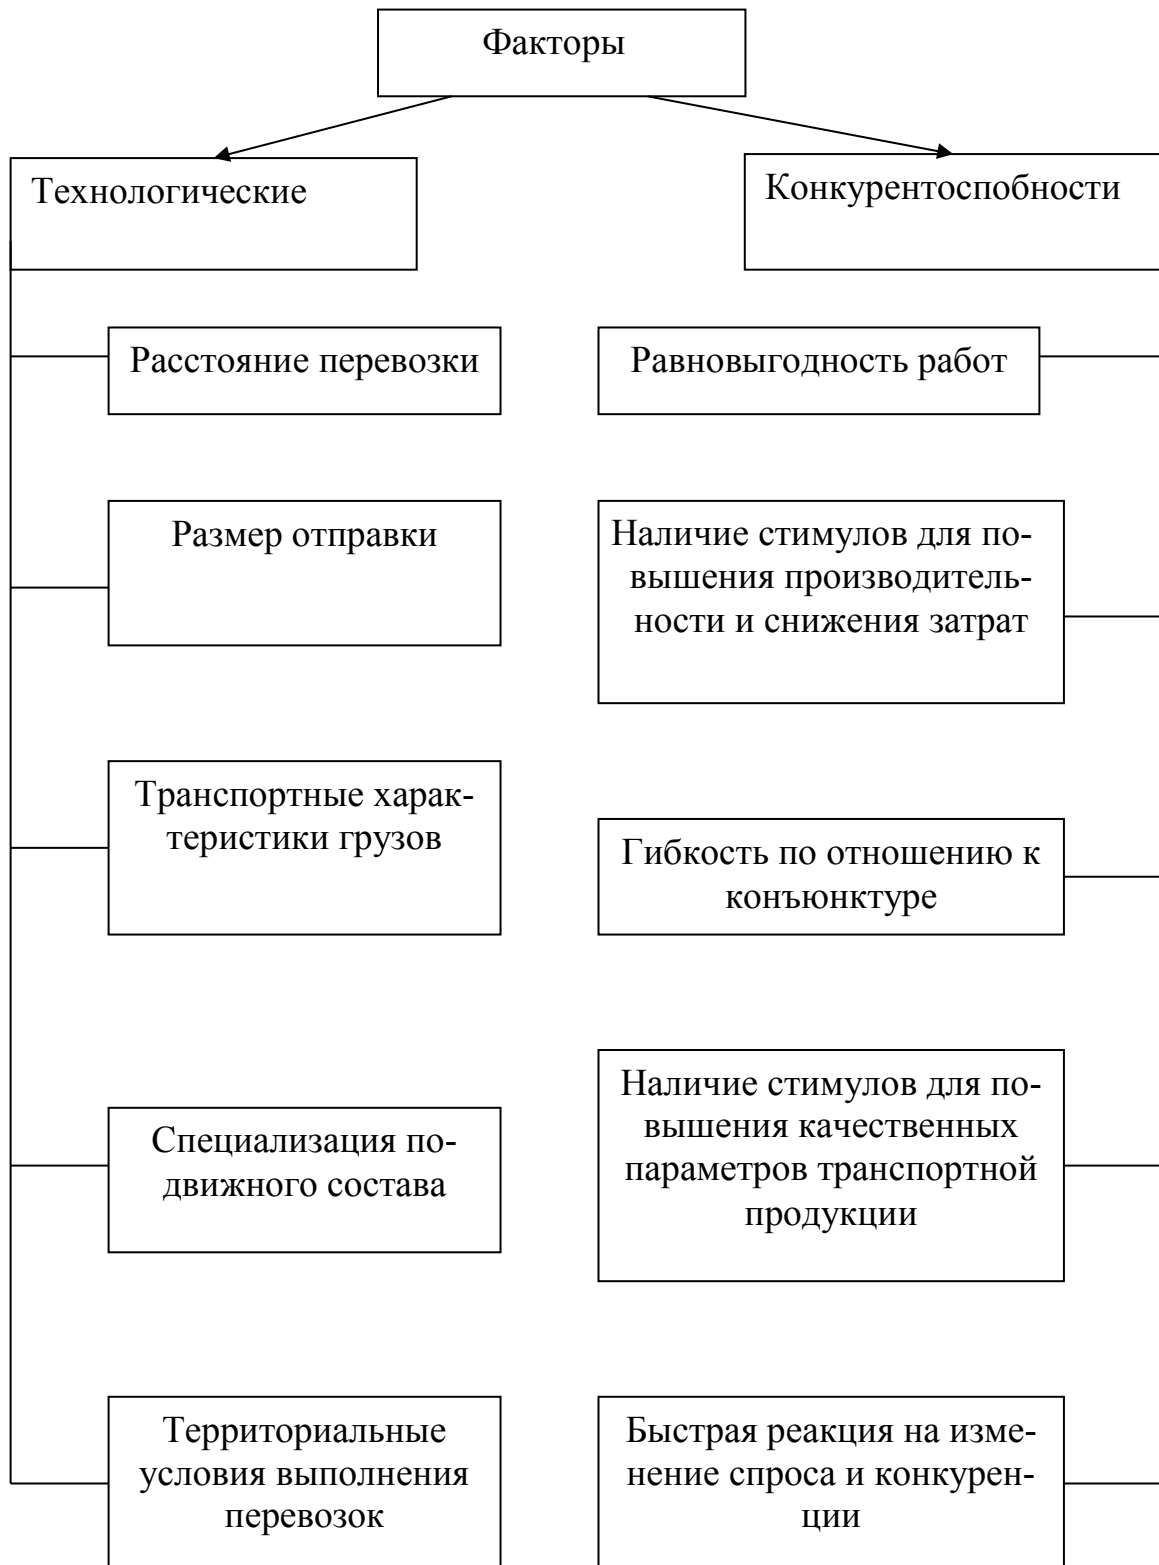 Факторы
Технологические
Конкурентоспобности
Расстояние перевозки
Равновыгодность работ
Размер отправки
Наличие стимулов для по-
вышения производитель-
ности и снижения затрат
Транспортные харак-
теристики грузов
Гибкость по отношению к
конъюнктуре
Специализация по-
движного состава
Наличие стимулов для по-
вышения качественных
параметров транспортной
продукции
Территориальные
условия выполнения
перевозок
Быстрая реакция на изме-
нение спроса и конкурен-
ции